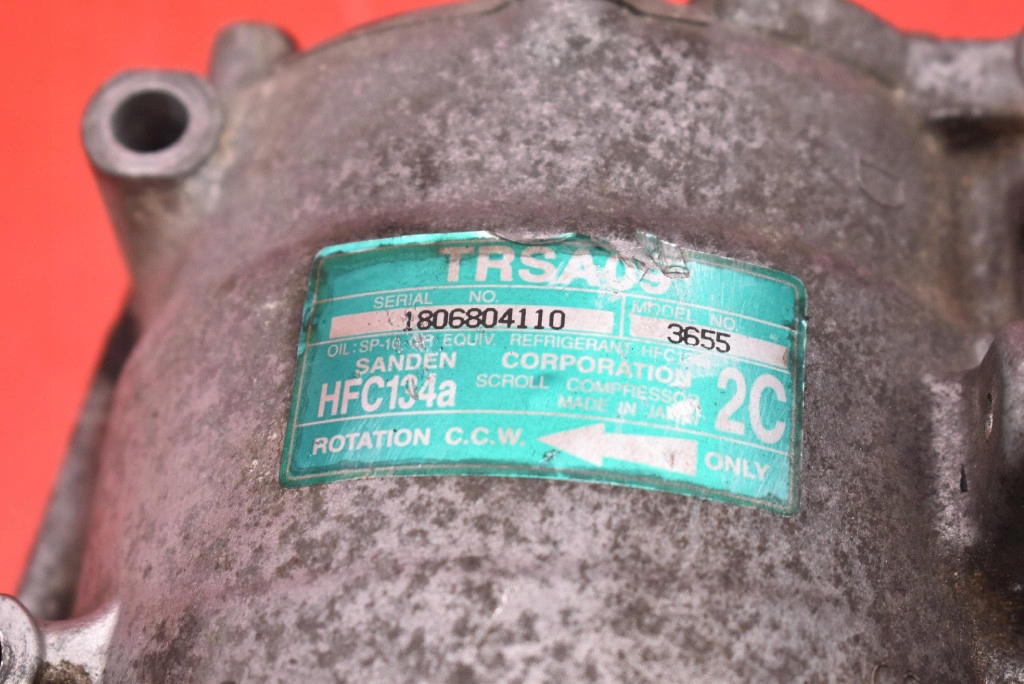 TRSA09
SERIAL NO. MODEL NO.
1806804110 3655
OIL: SP-10 OR EQUIV. REFRIGERANT
SANDEN CORPORATION
HFC134a SCROLL COMPRESSOR 2C
MADE IN JAPAN
ROTATION C.C.W. ONLY